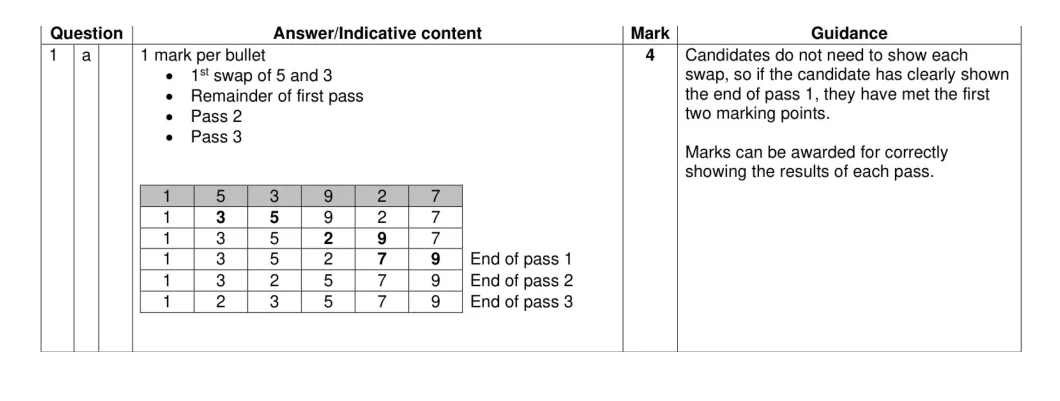 Question Answer/Indicative content Mark Guidance
1 a 1 mark per bullet 4 Candidates do not need to show each
• 1st swap of 5 and 3 swap, so if the candidate has clearly shown
• Remainder of first pass the end of pass 1, they have met the first
• Pass 2 two marking points.
• Pass 3
Marks can be awarded for correctly
showing the results of each pass.
1 5 3 9 2 7
1 3 5 9 2 7
1 3 5 2 9 7
1 3 5 2 7 9 End of pass 1
1 3 2 5 7 9 End of pass 2
1 2 3 5 7 9 End of pass 3